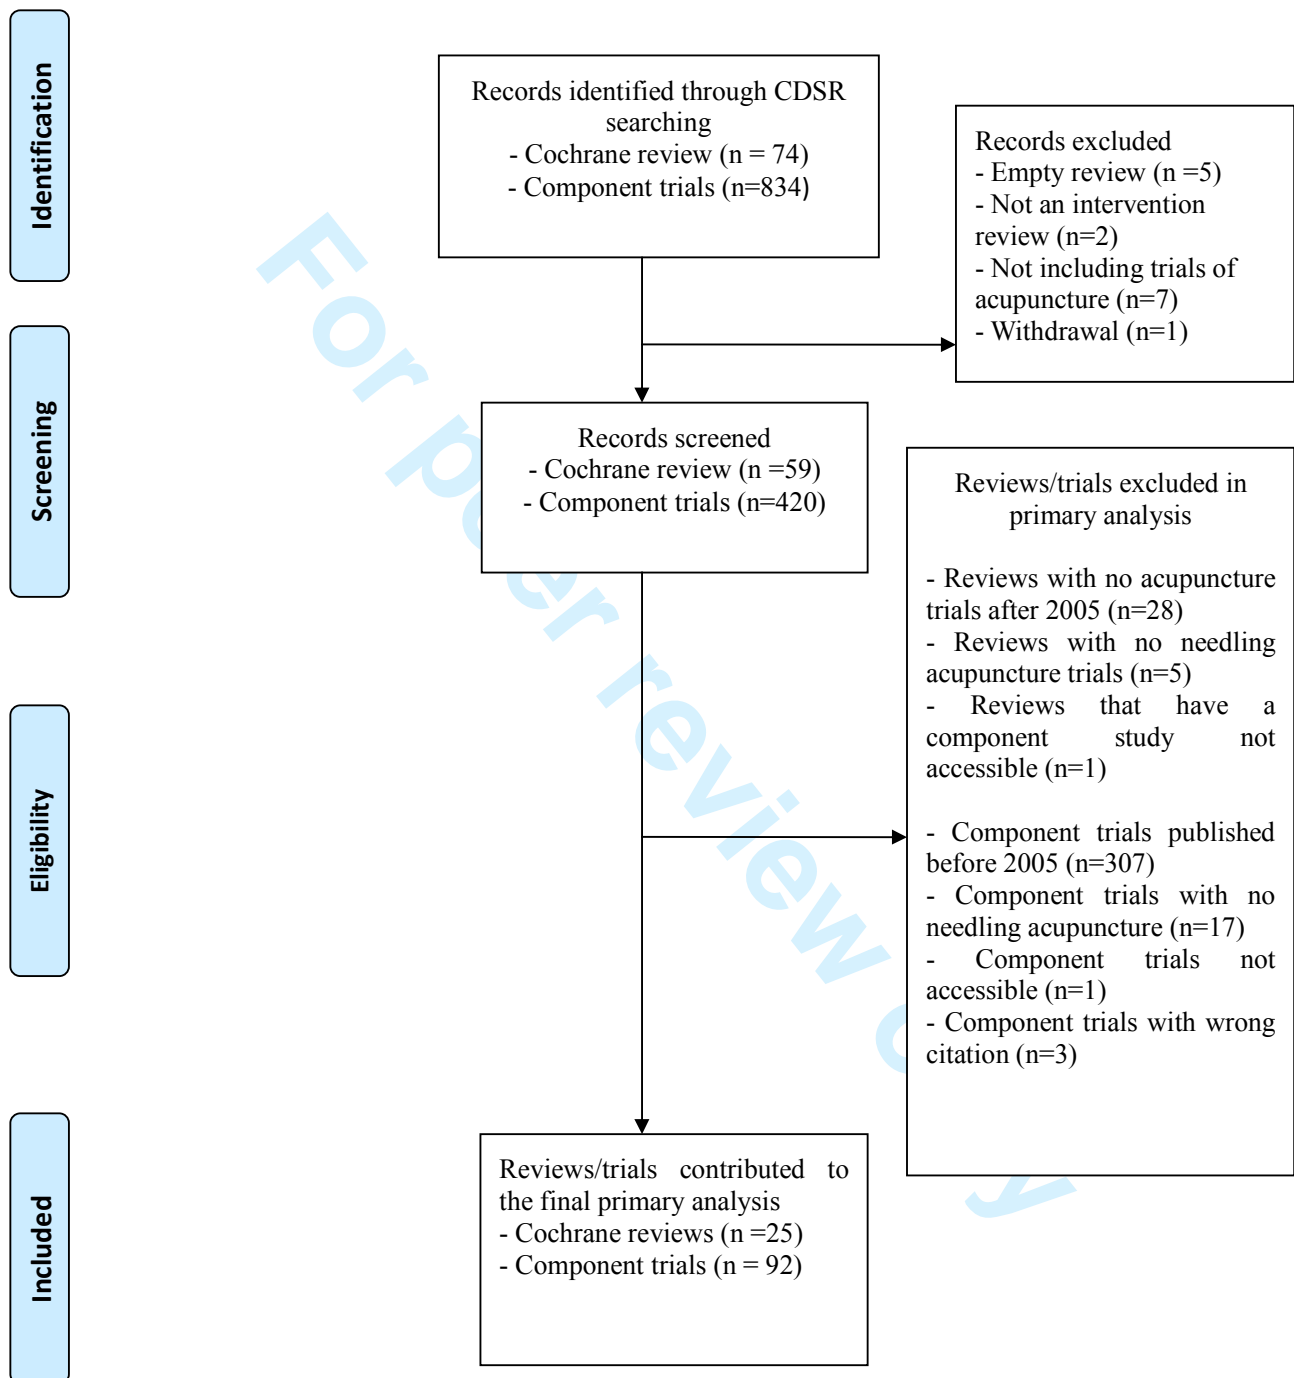 Identification
Records identified through CDSR
searching
- Cochrane review (n = 74)
- Component trials (n=834)
Records excluded
- Empty review (n =5)
- Not an intervention
review (n=2)
- Not including trials of
acupuncture (n=7)
- Withdrawal (n=1)
Screening
Records screened
- Cochrane review (n =59)
- Component trials (n=420)
Reviews/trials excluded in
primary analysis
- Reviews with no acupuncture
trials after 2005 (n=28)
- Reviews with no needling
acupuncture trials (n=5)
- Reviews that have a
component study not
accessible (n=1)
- Component trials published
before 2005 (n=307)
- Component trials with no
needling acupuncture (n=17)
- Component trials not
accessible (n=1)
- Component trials with wrong
citation (n=3)
Eligibility
Included
Reviews/trials contributed to
the final primary analysis
- Cochrane reviews (n =25)
- Component trials (n = 92)
For peer review only